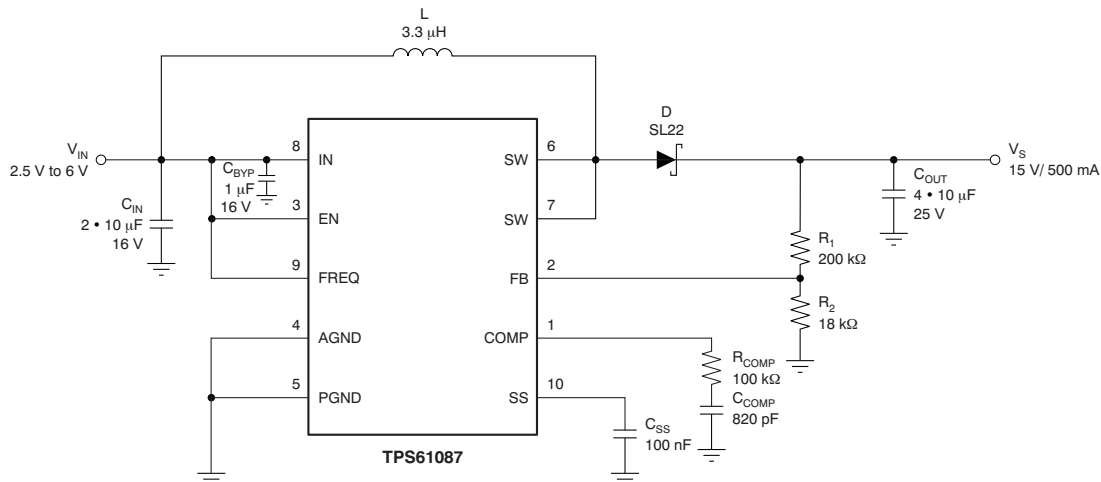 L
3.3 μH
D
SL22
V_IN
2.5 V to 6 V
C_IN
2 • 10 μF
16 V
C_BYP
1 μF
16 V
8
IN
3
EN
9
FREQ
4
AGND
5
PGND
6
SW
7
SW
2
FB
1
COMP
10
SS
TPS61087
V_S
15 V/ 500 mA
C_OUT
4 • 10 μF
25 V
R_1
200 kΩ
R_2
18 kΩ
R_COMP
100 kΩ
C_COMP
820 pF
C_SS
100 nF